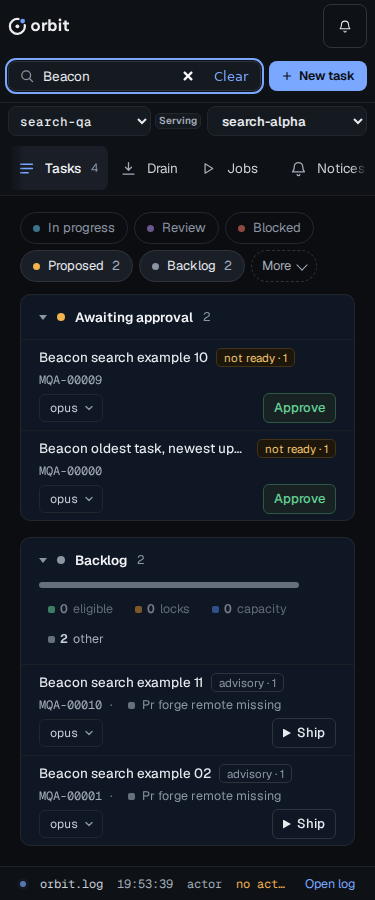 orbit
Beacon × Clear + New task
search-qa Serving search-alpha
Tasks 4 Drain Jobs Notices
In progress Review Blocked
Proposed 2 Backlog 2 More
Awaiting approval 2
Beacon search example 10 not ready · 1
MQA-00009
opus Approve
Beacon oldest task, newest up… not ready · 1
MQA-00000
opus Approve
Backlog 2
0 eligible 0 locks 0 capacity
2 other
Beacon search example 11 advisory · 1
MQA-00010 · Pr forge remote missing
opus Ship
Beacon search example 02 advisory · 1
MQA-00001 · Pr forge remote missing
opus Ship
orbit.log 19:53:39 actor no act… Open log